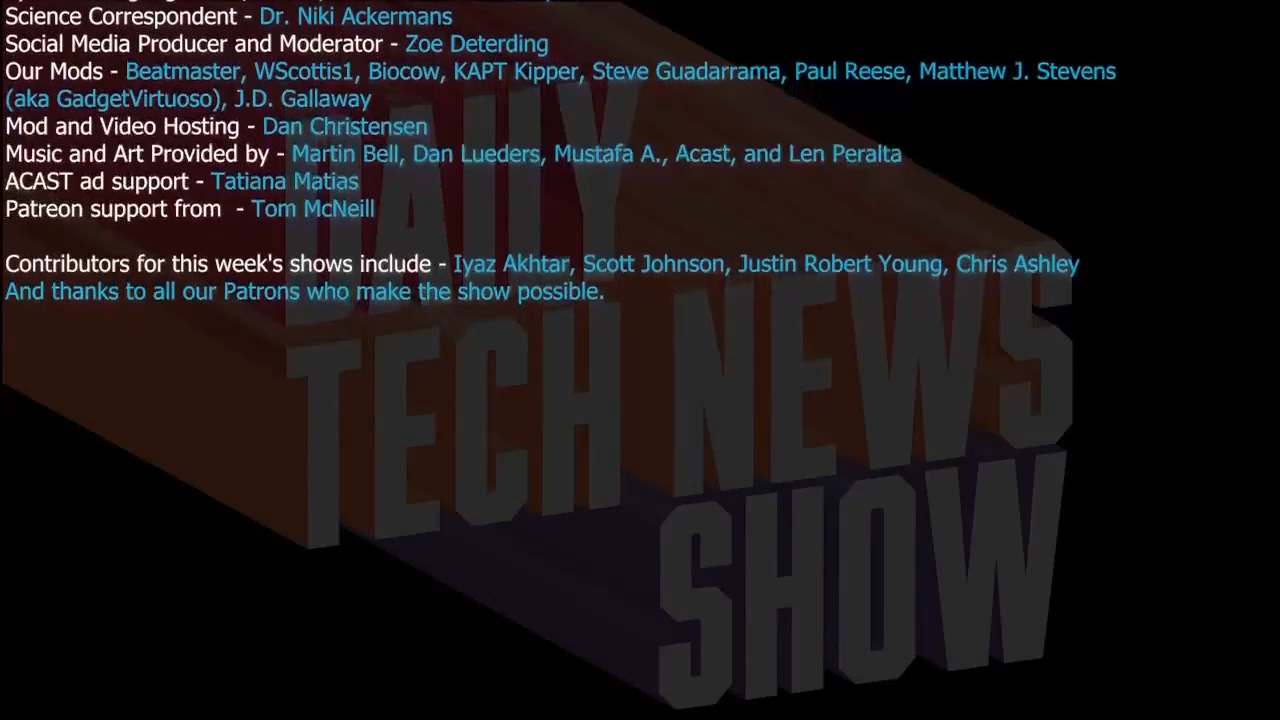 Science Correspondent - Dr. Niki Ackermans
Social Media Producer and Moderator - Zoe Deterding
Our Mods - Beatmaster, WScottis1, Biocow, KAPT Kipper, Steve Guadarrama, Paul Reese, Matthew J. Stevens
(aka GadgetVirtuoso), J.D. Gallaway
Mod and Video Hosting - Dan Christensen
Music and Art Provided by - Martin Bell, Dan Lueders, Mustafa A., Acast, and Len Peralta
ACAST ad support - Tatiana Matias
Patreon support from - Tom McNeill
Contributors for this week's shows include - Iyaz Akhtar, Scott Johnson, Justin Robert Young, Chris Ashley
And thanks to all our Patrons who make the show possible.
DAILY
TECH NEWS
SHOW